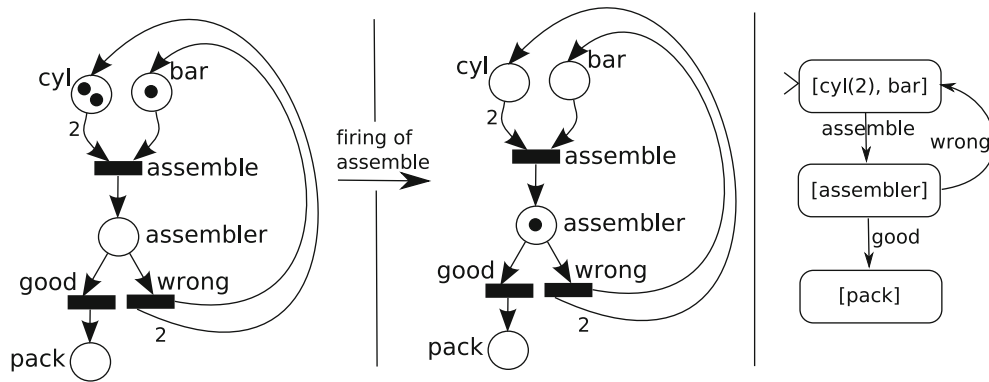 cyl
bar
2
assemble
assembler
good
wrong
2
pack
firing of
assemble
cyl
bar
2
assemble
assembler
good
wrong
2
pack
[cyl(2), bar]
assemble
wrong
[assembler]
good
[pack]